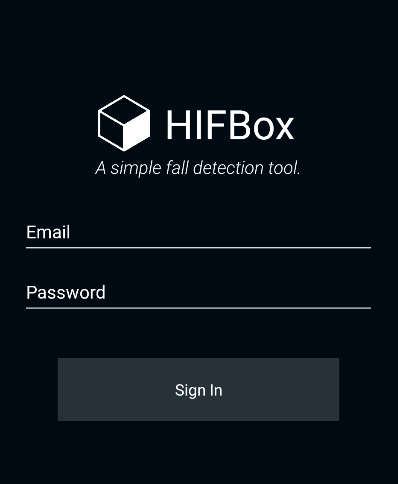 HIFBox
A simple fall detection tool.
Email
Password
Sign In